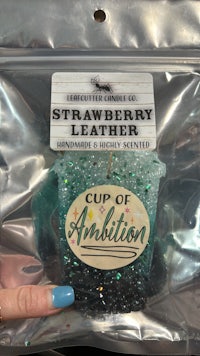 LEAFCUTTER CANDLE CO.
STRAWBERRY
LEATHER
HANDMADE & HIGHLY SCENTED
CUP OF
Ambition